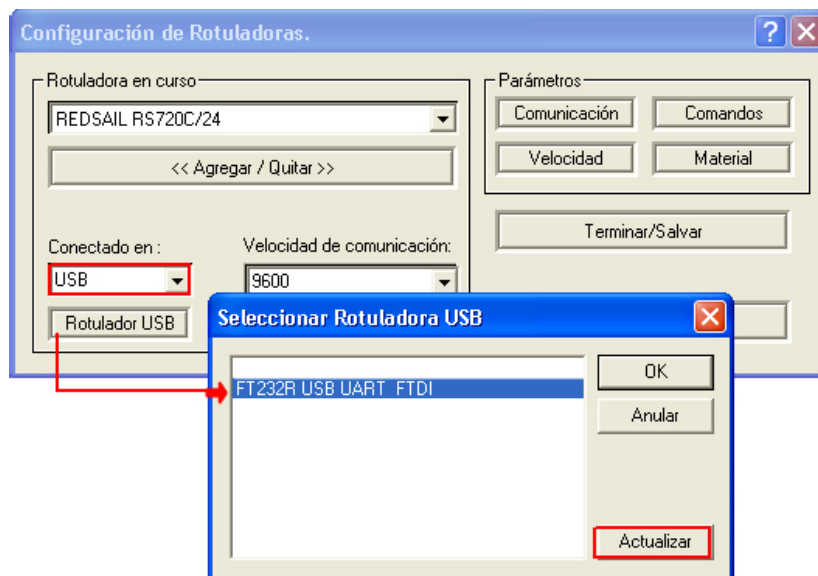 Configuración de Rotuladoras.
Rotuladora en curso
REDSAIL RS720C/24
<< Agregar / Quitar >>
Conectado en :
Velocidad de comunicación:
USB
9600
Rotulador USB
Parámetros
Comunicación
Comandos
Velocidad
Material
Terminar/Salvar
Seleccionar Rotuladora USB
FT232R USB UART FTDI
OK
Anular
Actualizar